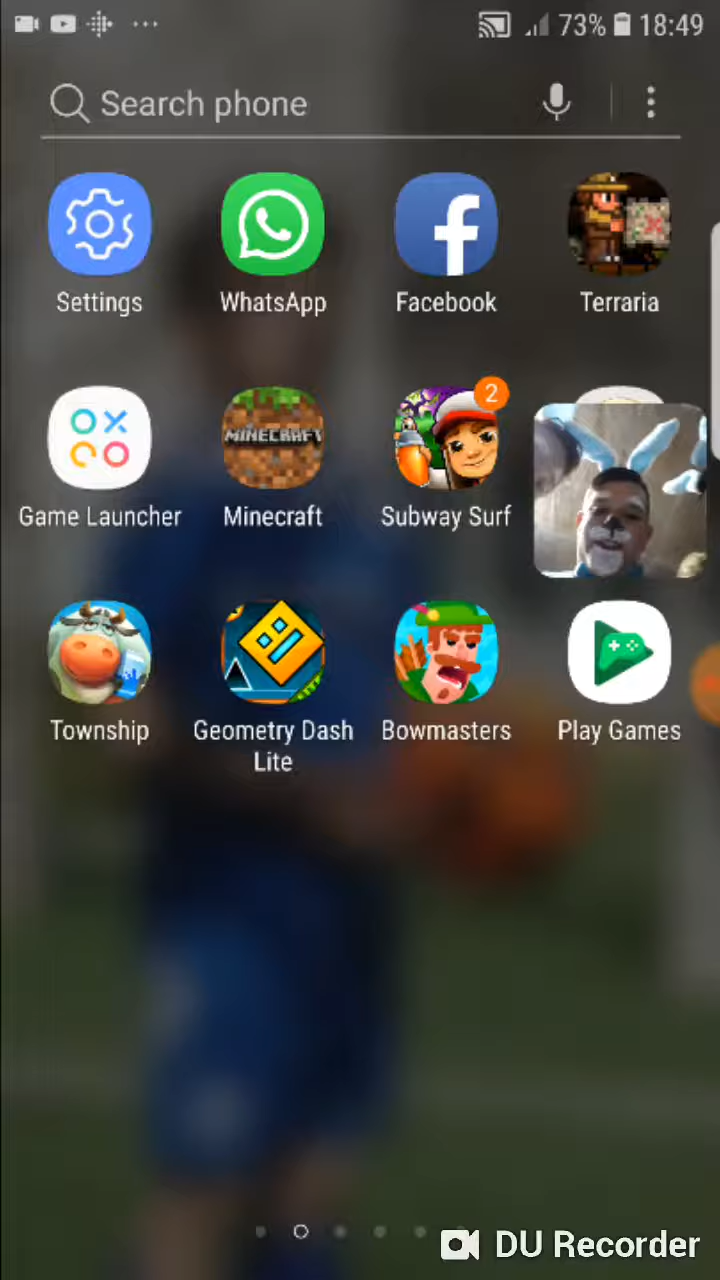 73% 18:49
Search phone
Settings WhatsApp Facebook Terraria
2
MINECRAFT
Game Launcher Minecraft Subway Surf
Township Geometry Dash Lite Bowmasters Play Games
DU Recorder